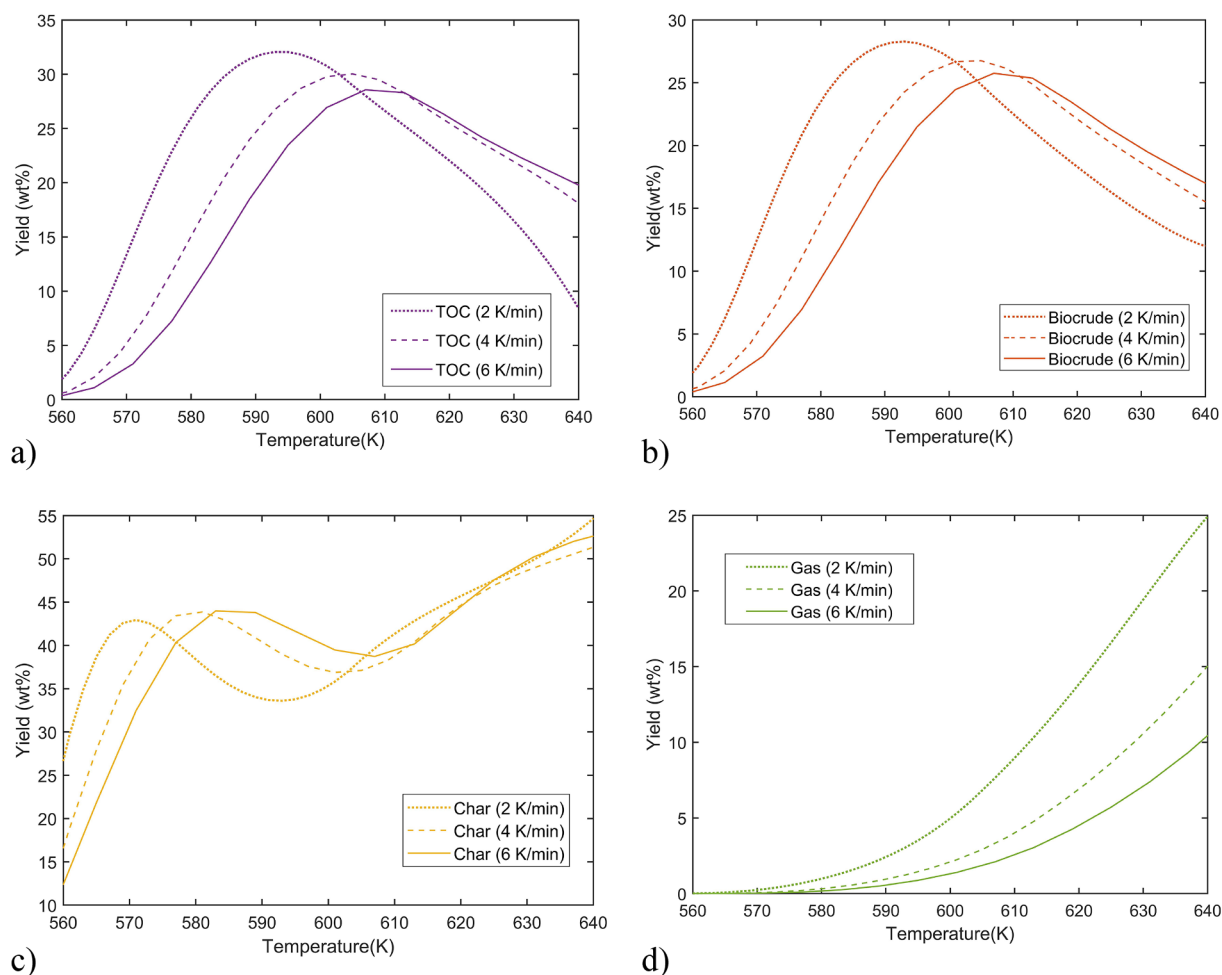 35
30
25
20
15
10
5
0
Yield (wt%)
TOC (2 K/min)
TOC (4 K/min)
TOC (6 K/min)
560 570 580 590 600 610 620 630 640
Temperature(K)
a)
30
25
20
15
10
5
0
Yield(wt%)
Biocrude (2 K/min)
Biocrude (4 K/min)
Biocrude (6 K/min)
560 570 580 590 600 610 620 630 640
Temperature(K)
b)
55
50
45
40
35
30
25
20
15
10
Yield (wt%)
Char (2 K/min)
Char (4 K/min)
Char (6 K/min)
560 570 580 590 600 610 620 630 640
Temperature(K)
c)
25
20
15
10
5
0
Yield (wt%)
Gas (2 K/min)
Gas (4 K/min)
Gas (6 K/min)
560 570 580 590 600 610 620 630 640
Temperature(K)
d)